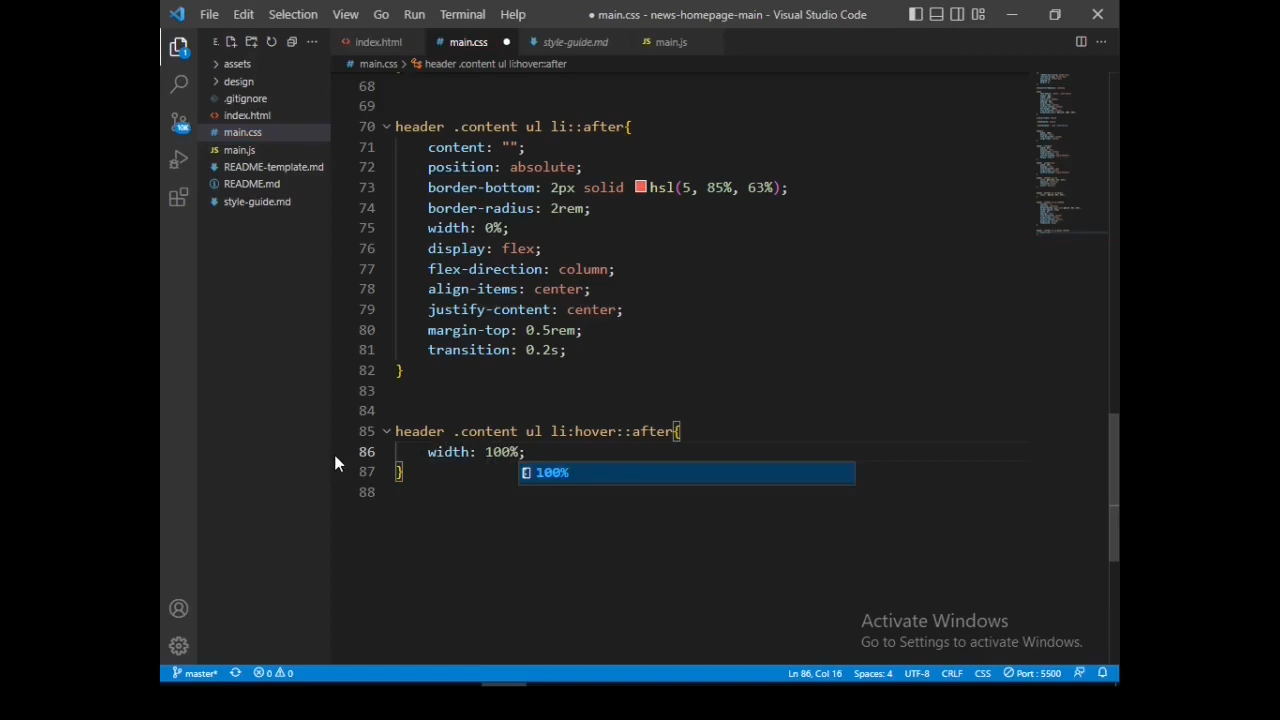 File Edit Selection View Go Run Terminal Help
● main.css - news-homepage-main - Visual Studio Code
E.
index.html
main.css
style-guide.md
main.js
main.css > header .content ul li:hover::after
assets
design
.gitignore
index.html
main.css
main.js
README-template.md
README.md
style-guide.md
1
10K
68
69
70 header .content ul li::after{
71 content: "";
72 position: absolute;
73 border-bottom: 2px solid hsl(5, 85%, 63%);
74 border-radius: 2rem;
75 width: 0%;
76 display: flex;
77 flex-direction: column;
78 align-items: center;
79 justify-content: center;
80 margin-top: 0.5rem;
81 transition: 0.2s;
82 }
83
84
85 header .content ul li:hover::after{
86 width: 100%;
87 }
100%
88
Activate Windows
Go to Settings to activate Windows.
master* 0 0 Ln 86, Col 16 Spaces: 4 UTF-8 CRLF CSS Port : 5500